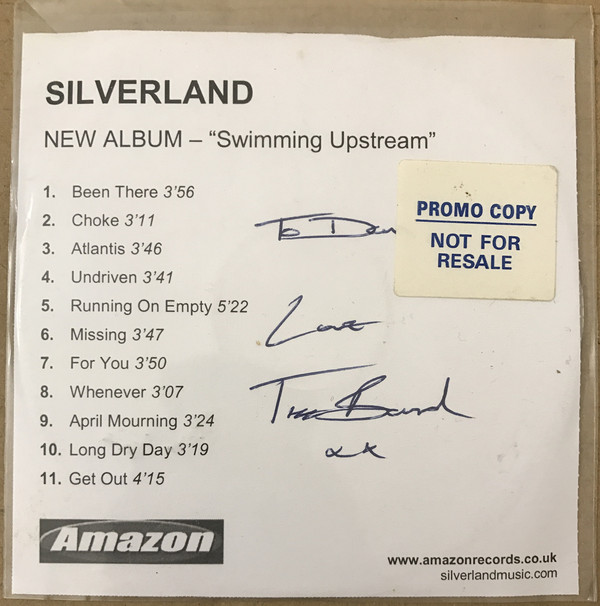 SILVERLAND
NEW ALBUM – “Swimming Upstream”
1. Been There 3’56
2. Choke 3’11
3. Atlantis 3’46
4. Undriven 3’41
5. Running On Empty 5’22
6. Missing 3’47
7. For You 3’50
8. Whenever 3’07
9. April Mourning 3’24
10. Long Dry Day 3’19
11. Get Out 4’15
PROMO COPY
NOT FOR
RESALE
To
Love
xx
Amazon
www.amazonrecords.co.uk
silverlandmusic.com